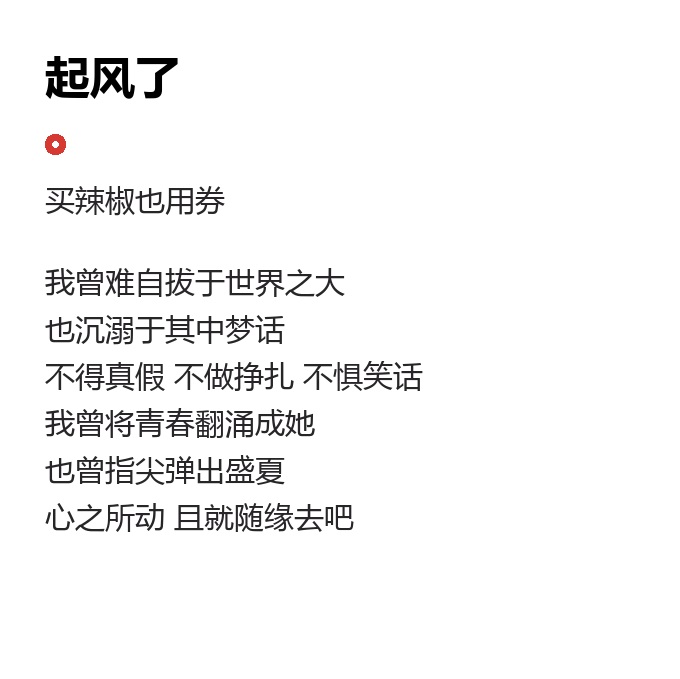 起风了
买辣椒也用券
我曾难自拔于世界之大
也沉溺于其中梦话
不得真假 不做挣扎 不惧笑话
我曾将青春翻涌成她
也曾指尖弹出盛夏
心之所动 且就随缘去吧